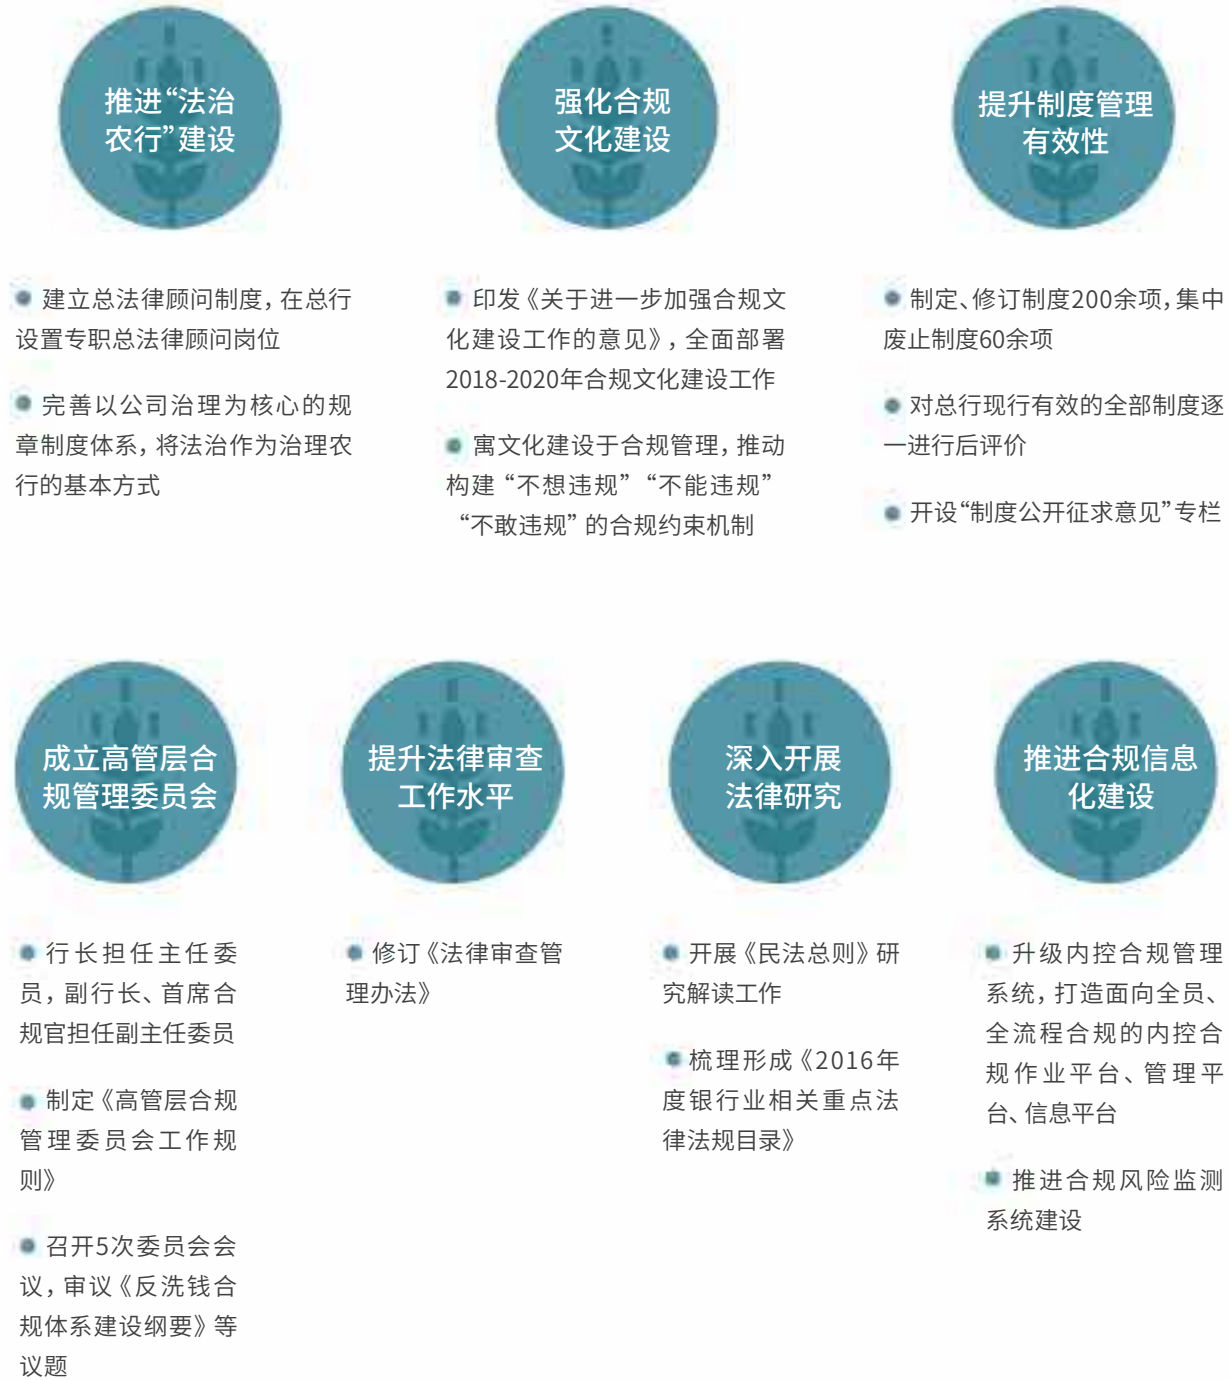 推进“法治
农行”建设
● 建立总法律顾问制度，在总行
设置专职总法律顾问岗位
● 完善以公司治理为核心的规
章制度体系，将法治作为治理农
行的基本方式
强化合规
文化建设
● 印发《关于进一步加强合规文
化建设工作的意见》，全面部署
2018-2020年合规文化建设工作
● 寓文化建设于合规管理，推动
构建“不想违规”“不能违规”
“不敢违规”的合规约束机制
提升制度管理
有效性
● 制定、修订制度200余项，集中
废止制度60余项
● 对总行现行有效的全部制度逐
一进行后评价
● 开设“制度公开征求意见”专栏
成立高管层合
规管理委员会
● 行长担任主任委
员，副行长、首席合
规官担任副主任委员
● 制定《高管层合规
管理委员会工作规
则》
● 召开5次委员会会
议，审议《反洗钱合
规体系建设纲要》等
议题
提升法律审查
工作水平
● 修订《法律审查管
理办法》
深入开展
法律研究
● 开展《民法总则》研
究解读工作
● 梳理形成《2016年
度银行业相关重点法
律法规目录》
推进合规信息
化建设
● 升级内控合规管理
系统，打造面向全员、
全流程合规的内控合
规作业平台、管理平
台、信息平台
● 推进合规风险监测
系统建设